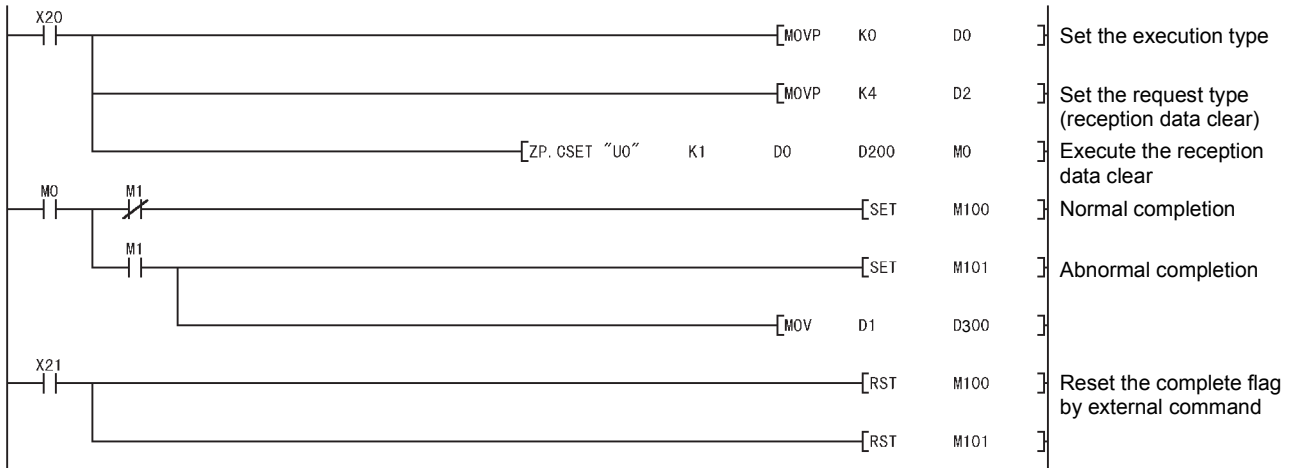 X20
[MOVP K0 D0 ] Set the execution type
[MOVP K4 D2 ] Set the request type
(reception data clear)
[ZP.CSET "U0" K1 D0 D200 M0 ] Execute the reception
data clear
M0 M1
[SET M100 ] Normal completion
M1
[SET M101 ] Abnormal completion
[MOV D1 D300 ]
X21
[RST M100 ] Reset the complete flag
by external command
[RST M101 ]